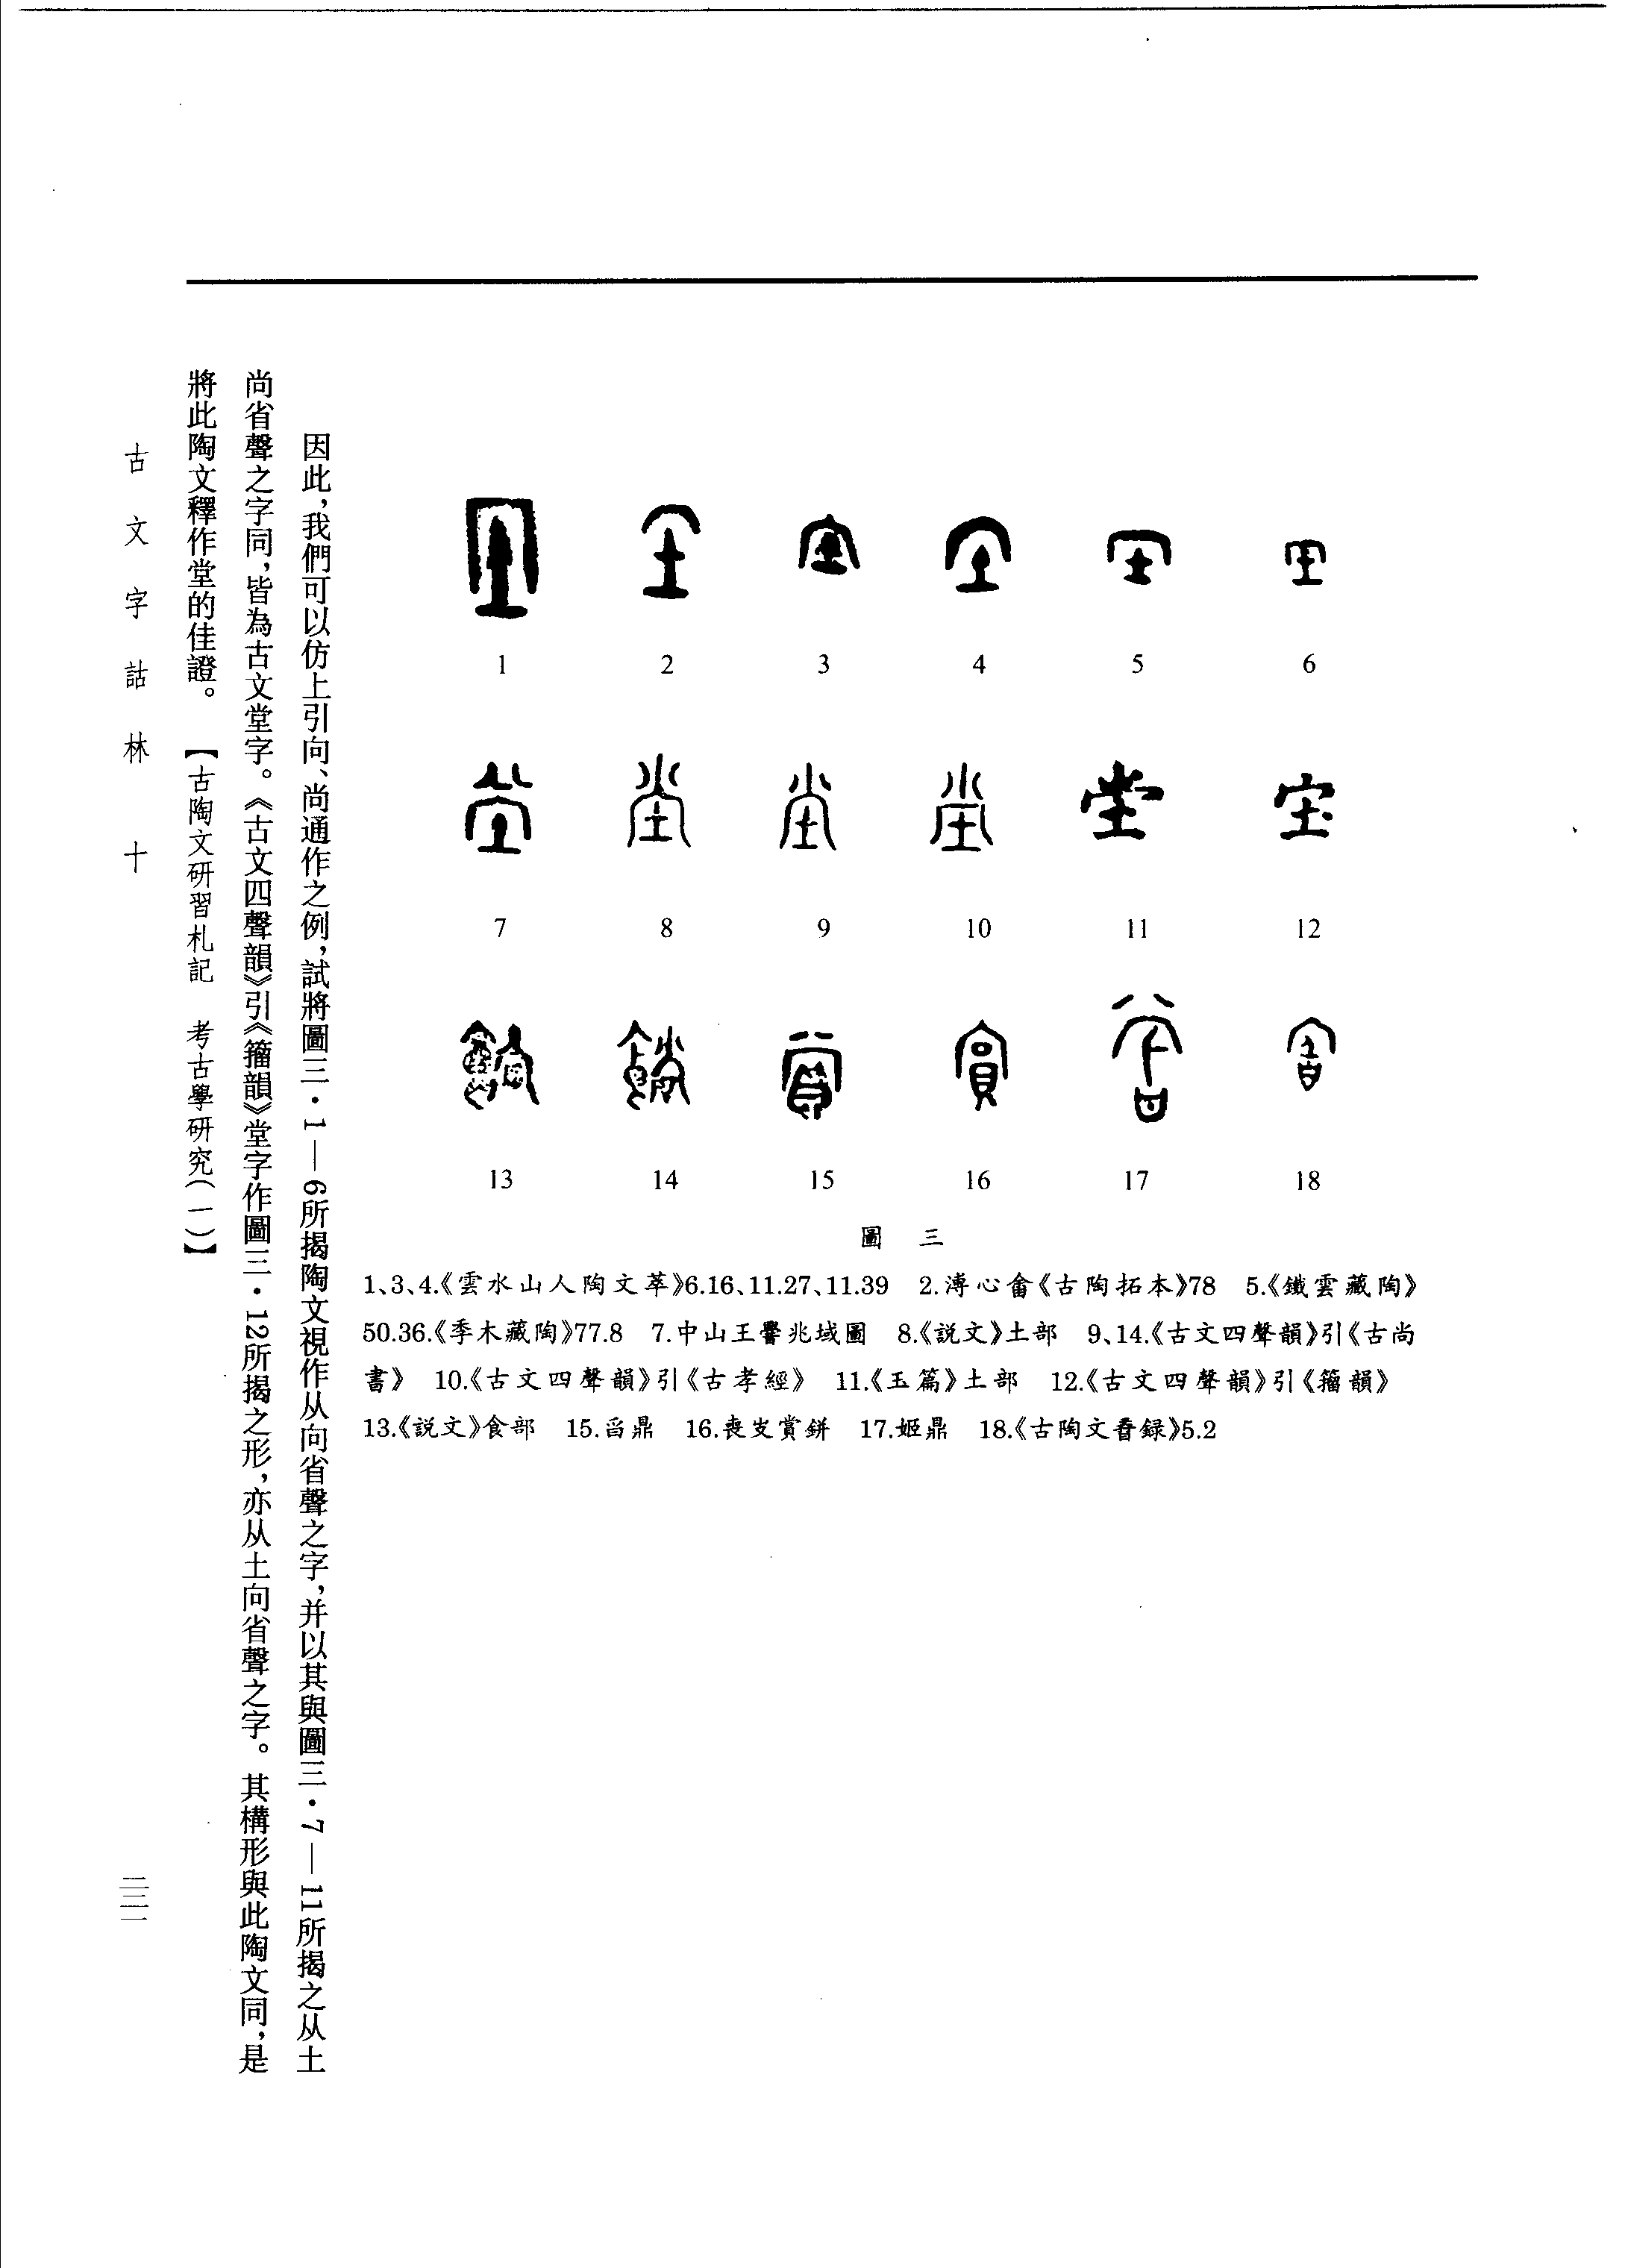 1 2 3 4 5 6
7 8 9 10 11 12
13 14 15 16 17 18
圖 三
1、3、4.《雲水山人陶文萃》6.16、11.27、11.39 2.溥心畬《古陶拓本》78 5.《鐵雲藏陶》
50.36.《季木藏陶》77.8 7.中山王𰯼兆域圖 8.《説文》土部 9、14.《古文四聲韻》引《古尚
書》 10.《古文四聲韻》引《古孝經》 11.《玉篇》土部 12.《古文四聲韻》引《籀韻》
13.《説文》食部 15.舀鼎 16.喪㕜賞鉼 17.姬鼎 18.《古陶文孴録》5.2
因此，我們可以仿上引向、尚通作之例，試將圖三·1—6所揭陶文視作从向省聲之字，并以其與圖三·7—11所揭之从土
尚省聲之字同，皆為古文堂字。《古文四聲韻》引《籀韻》堂字作圖三·12所揭之形，亦从土向省聲之字。其構形與此陶文同，是
將此陶文釋作堂的佳證。 【古陶文研習札記 考古學研究（一）】
古文字詁林 十
二三一